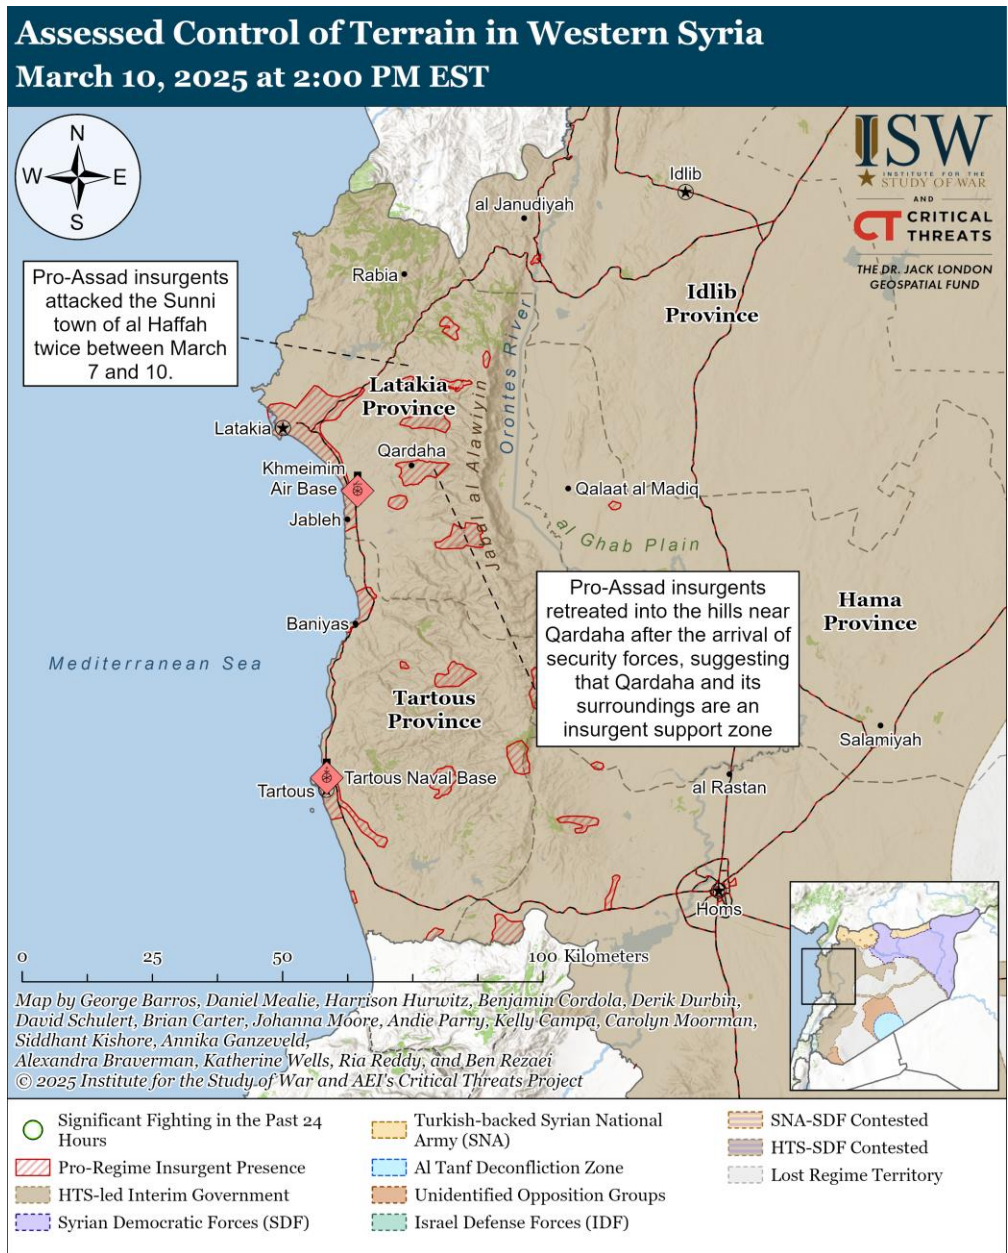 Assessed Control of Terrain in Western Syria
March 10, 2025 at 2:00 PM EST
N
W
E
S
ISW
INSTITUTE FOR THE
STUDY OF WAR
AND
CT CRITICAL
THREATS
THE DR. JACK LONDON
GEOSPATIAL FUND
Idlib
al Janudiyah
Rabia
Pro-Assad insurgents
attacked the Sunni
town of al Haffah
twice between March
7 and 10.
Idlib
Province
Orontes River
Latakia
Province
Jabal al Alawiyin
Latakia
Qardaha
Khmeimim
Air Base
Qalaat al Madiq
Jableh
al Ghab Plain
Pro-Assad insurgents
retreated into the hills near
Qardaha after the arrival of
security forces, suggesting
that Qardaha and its
surroundings are an
insurgent support zone
Hama
Province
Baniyas
Mediterranean Sea
Tartous
Province
Salamiyah
Tartous Naval Base
Tartous
al Rastan
Homs
0 25 50 100 Kilometers
Map by George Barros, Daniel Mealie, Harrison Hurwitz, Benjamin Cordola, Derik Durbin,
David Schulert, Brian Carter, Johanna Moore, Andie Parry, Kelly Campa, Carolyn Moorman,
Siddhant Kishore, Annika Ganzeveld,
Alexandra Braverman, Katherine Wells, Ria Reddy, and Ben Rezaei
© 2025 Institute for the Study of War and AEI's Critical Threats Project
Significant Fighting in the Past 24
Hours
Pro-Regime Insurgent Presence
HTS-led Interim Government
Syrian Democratic Forces (SDF)
Turkish-backed Syrian National
Army (SNA)
Al Tanf Deconfliction Zone
Unidentified Opposition Groups
Israel Defense Forces (IDF)
SNA-SDF Contested
HTS-SDF Contested
Lost Regime Territory